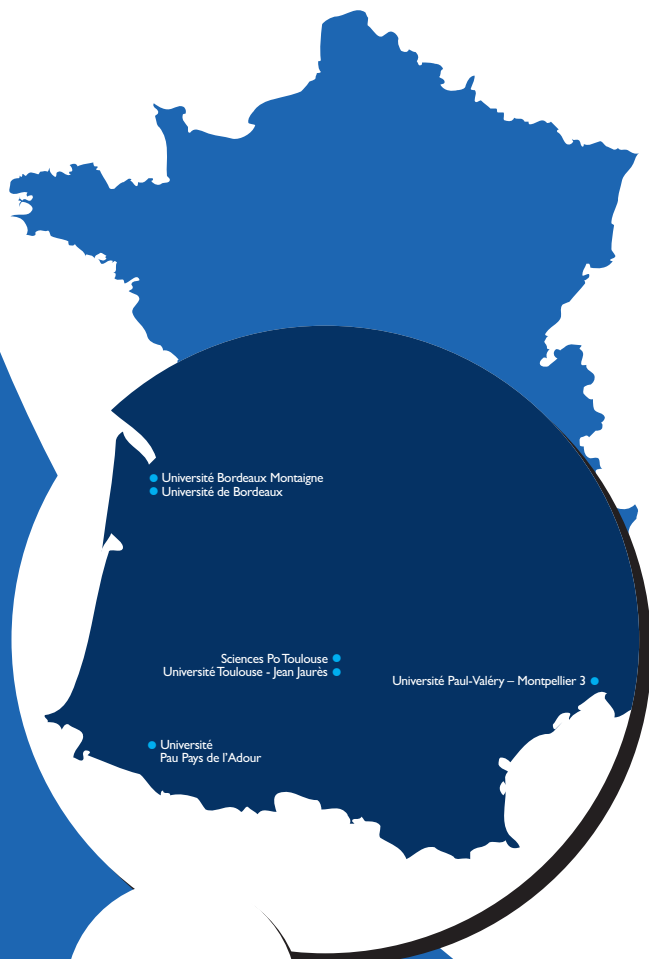 Université Bordeaux Montaigne
Université de Bordeaux
Sciences Po Toulouse
Université Toulouse - Jean Jaurès
Université Paul-Valéry – Montpellier 3
Université
Pau Pays de l'Adour